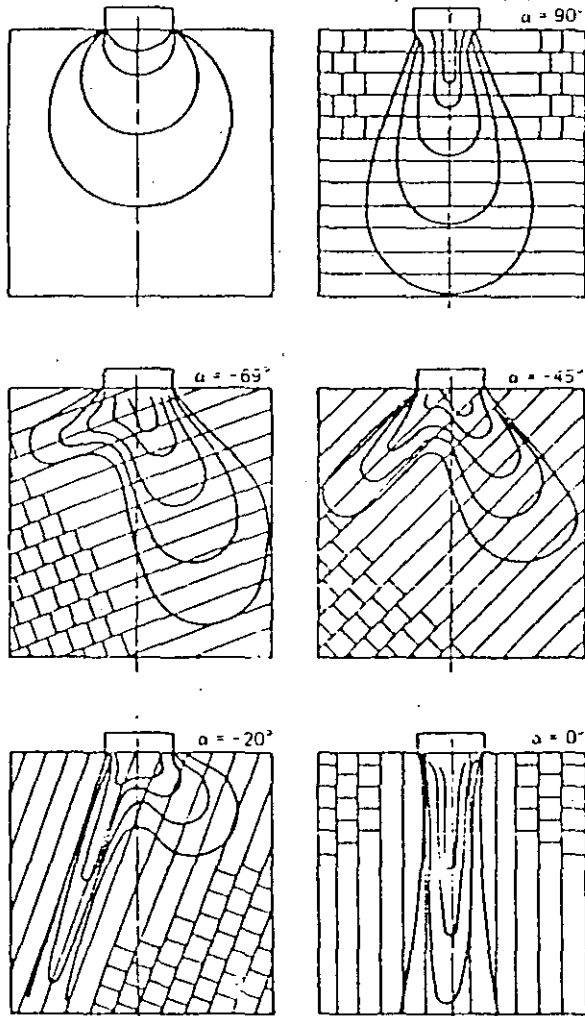 α = 90°
α = -69°
α = -45°
α = -20°
α = 0°